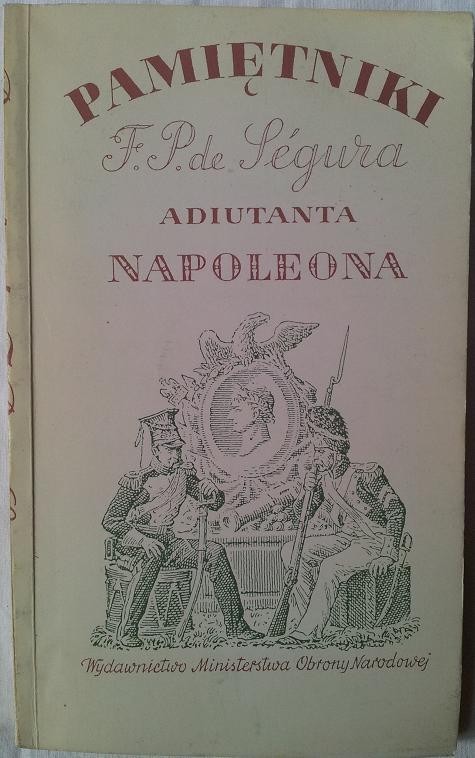 PAMIĘTNIKI
F. P. de Ségura
ADIUTANTA
NAPOLEONA
Wydawnictwo Ministerstwa Obrony Narodowej